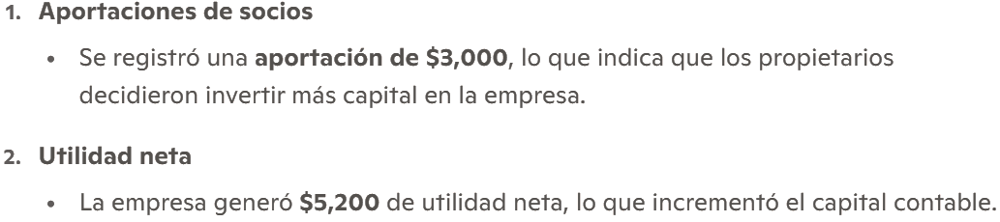 1. Aportaciones de socios
• Se registró una aportación de $3,000, lo que indica que los propietarios
decidieron invertir más capital en la empresa.
2. Utilidad neta
• La empresa generó $5,200 de utilidad neta, lo que incrementó el capital contable.